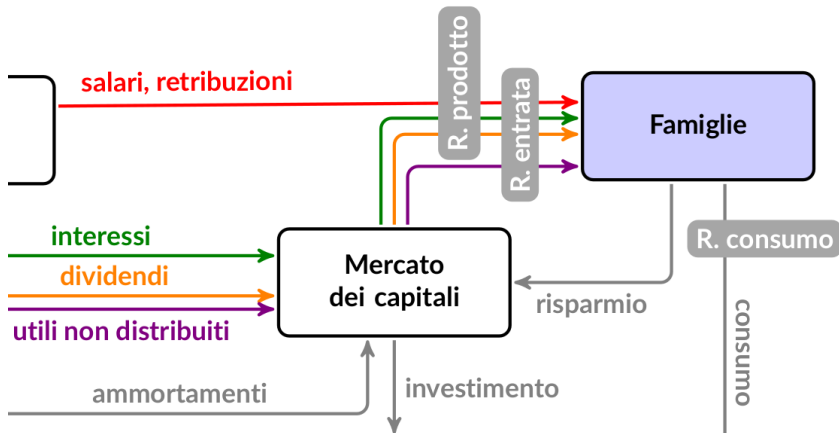 R. prodotto
salari, retribuzioni
R. entrata
Famiglie
R. consumo
interessi
Mercato
dei capitali
dividendi
risparmio
utili non distribuiti
consumo
ammortamenti
investimento